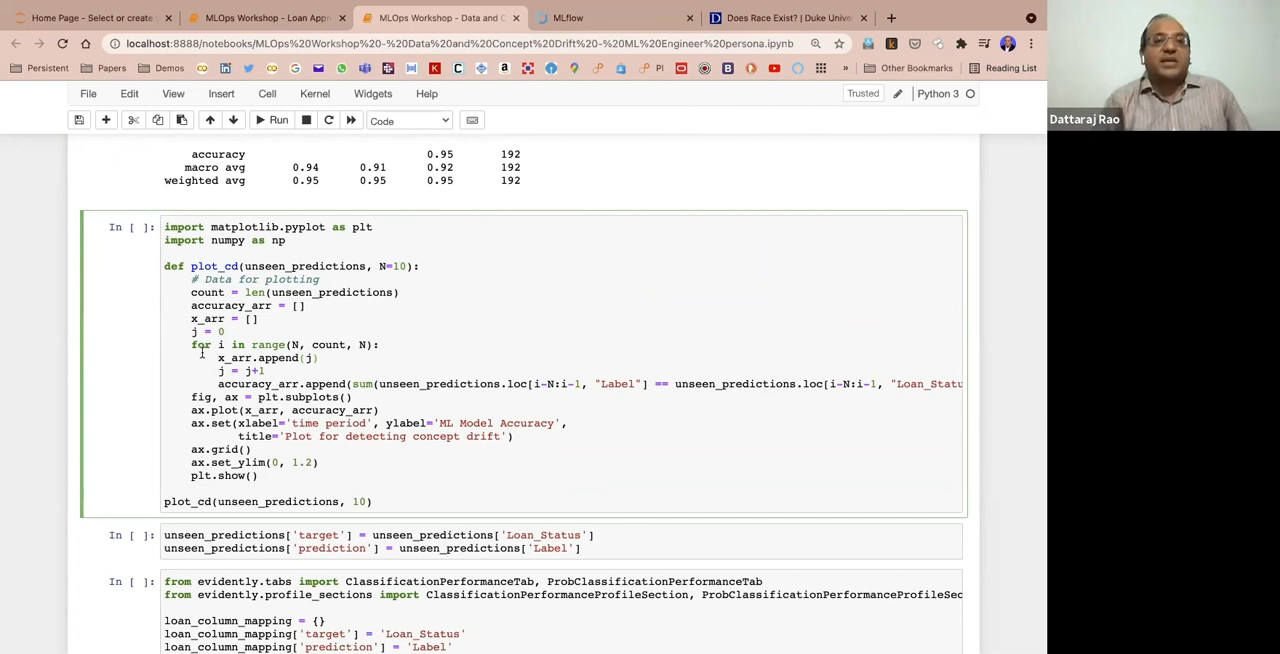 Home Page - Select or create
MLOps Workshop - Loan Appr
MLOps Workshop - Data and C
MLflow
Does Race Exist? | Duke Unive
localhost:8888/notebooks/MLOps%20Workshop%20-%20Data%20and%20Concept%20Drift%20-%20ML%20Engineer%20persona.ipynb
Persistent
Papers
Demos
PI
Other Bookmarks
Reading List
File Edit View Insert Cell Kernel Widgets Help
Trusted
Python 3
Run
Code
Dattaraj Rao
accuracy 0.95 192
macro avg 0.94 0.91 0.92 192
weighted avg 0.95 0.95 0.95 192
In [ ]: import matplotlib.pyplot as plt
import numpy as np
def plot_cd(unseen_predictions, N=10):
# Data for plotting
count = len(unseen_predictions)
accuracy_arr = []
x_arr = []
j = 0
for i in range(N, count, N):
x_arr.append(j)
j = j+1
accuracy_arr.append(sum(unseen_predictions.loc[i-N:i-1, "Label"] == unseen_predictions.loc[i-N:i-1, "Loan_Statu
fig, ax = plt.subplots()
ax.plot(x_arr, accuracy_arr)
ax.set(xlabel='time period', ylabel='ML Model Accuracy',
title='Plot for detecting concept drift')
ax.grid()
ax.set_ylim(0, 1.2)
plt.show()
plot_cd(unseen_predictions, 10)
In [ ]: unseen_predictions['target'] = unseen_predictions['Loan_Status']
unseen_predictions['prediction'] = unseen_predictions['Label']
In [ ]: from evidently.tabs import ClassificationPerformanceTab, ProbClassificationPerformanceTab
from evidently.profile_sections import ClassificationPerformanceProfileSection, ProbClassificationPerformanceProfileSec
loan_column_mapping = {}
loan_column_mapping['target'] = 'Loan_Status'
loan_column_mapping['prediction'] = 'Label'